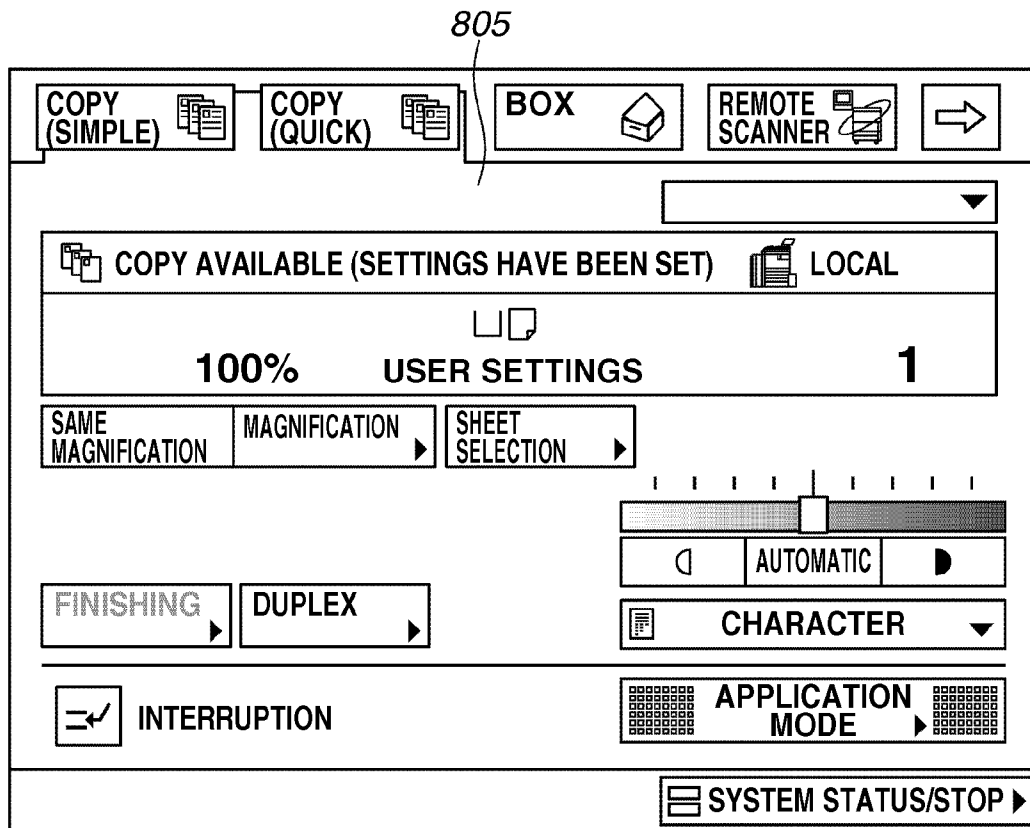 805
COPY
(SIMPLE)
COPY
(QUICK)
BOX
REMOTE
SCANNER
COPY AVAILABLE (SETTINGS HAVE BEEN SET)
LOCAL
100%
USER SETTINGS
1
SAME
MAGNIFICATION
MAGNIFICATION
SHEET
SELECTION
AUTOMATIC
FINISHING
DUPLEX
CHARACTER
INTERRUPTION
APPLICATION
MODE
SYSTEM STATUS/STOP